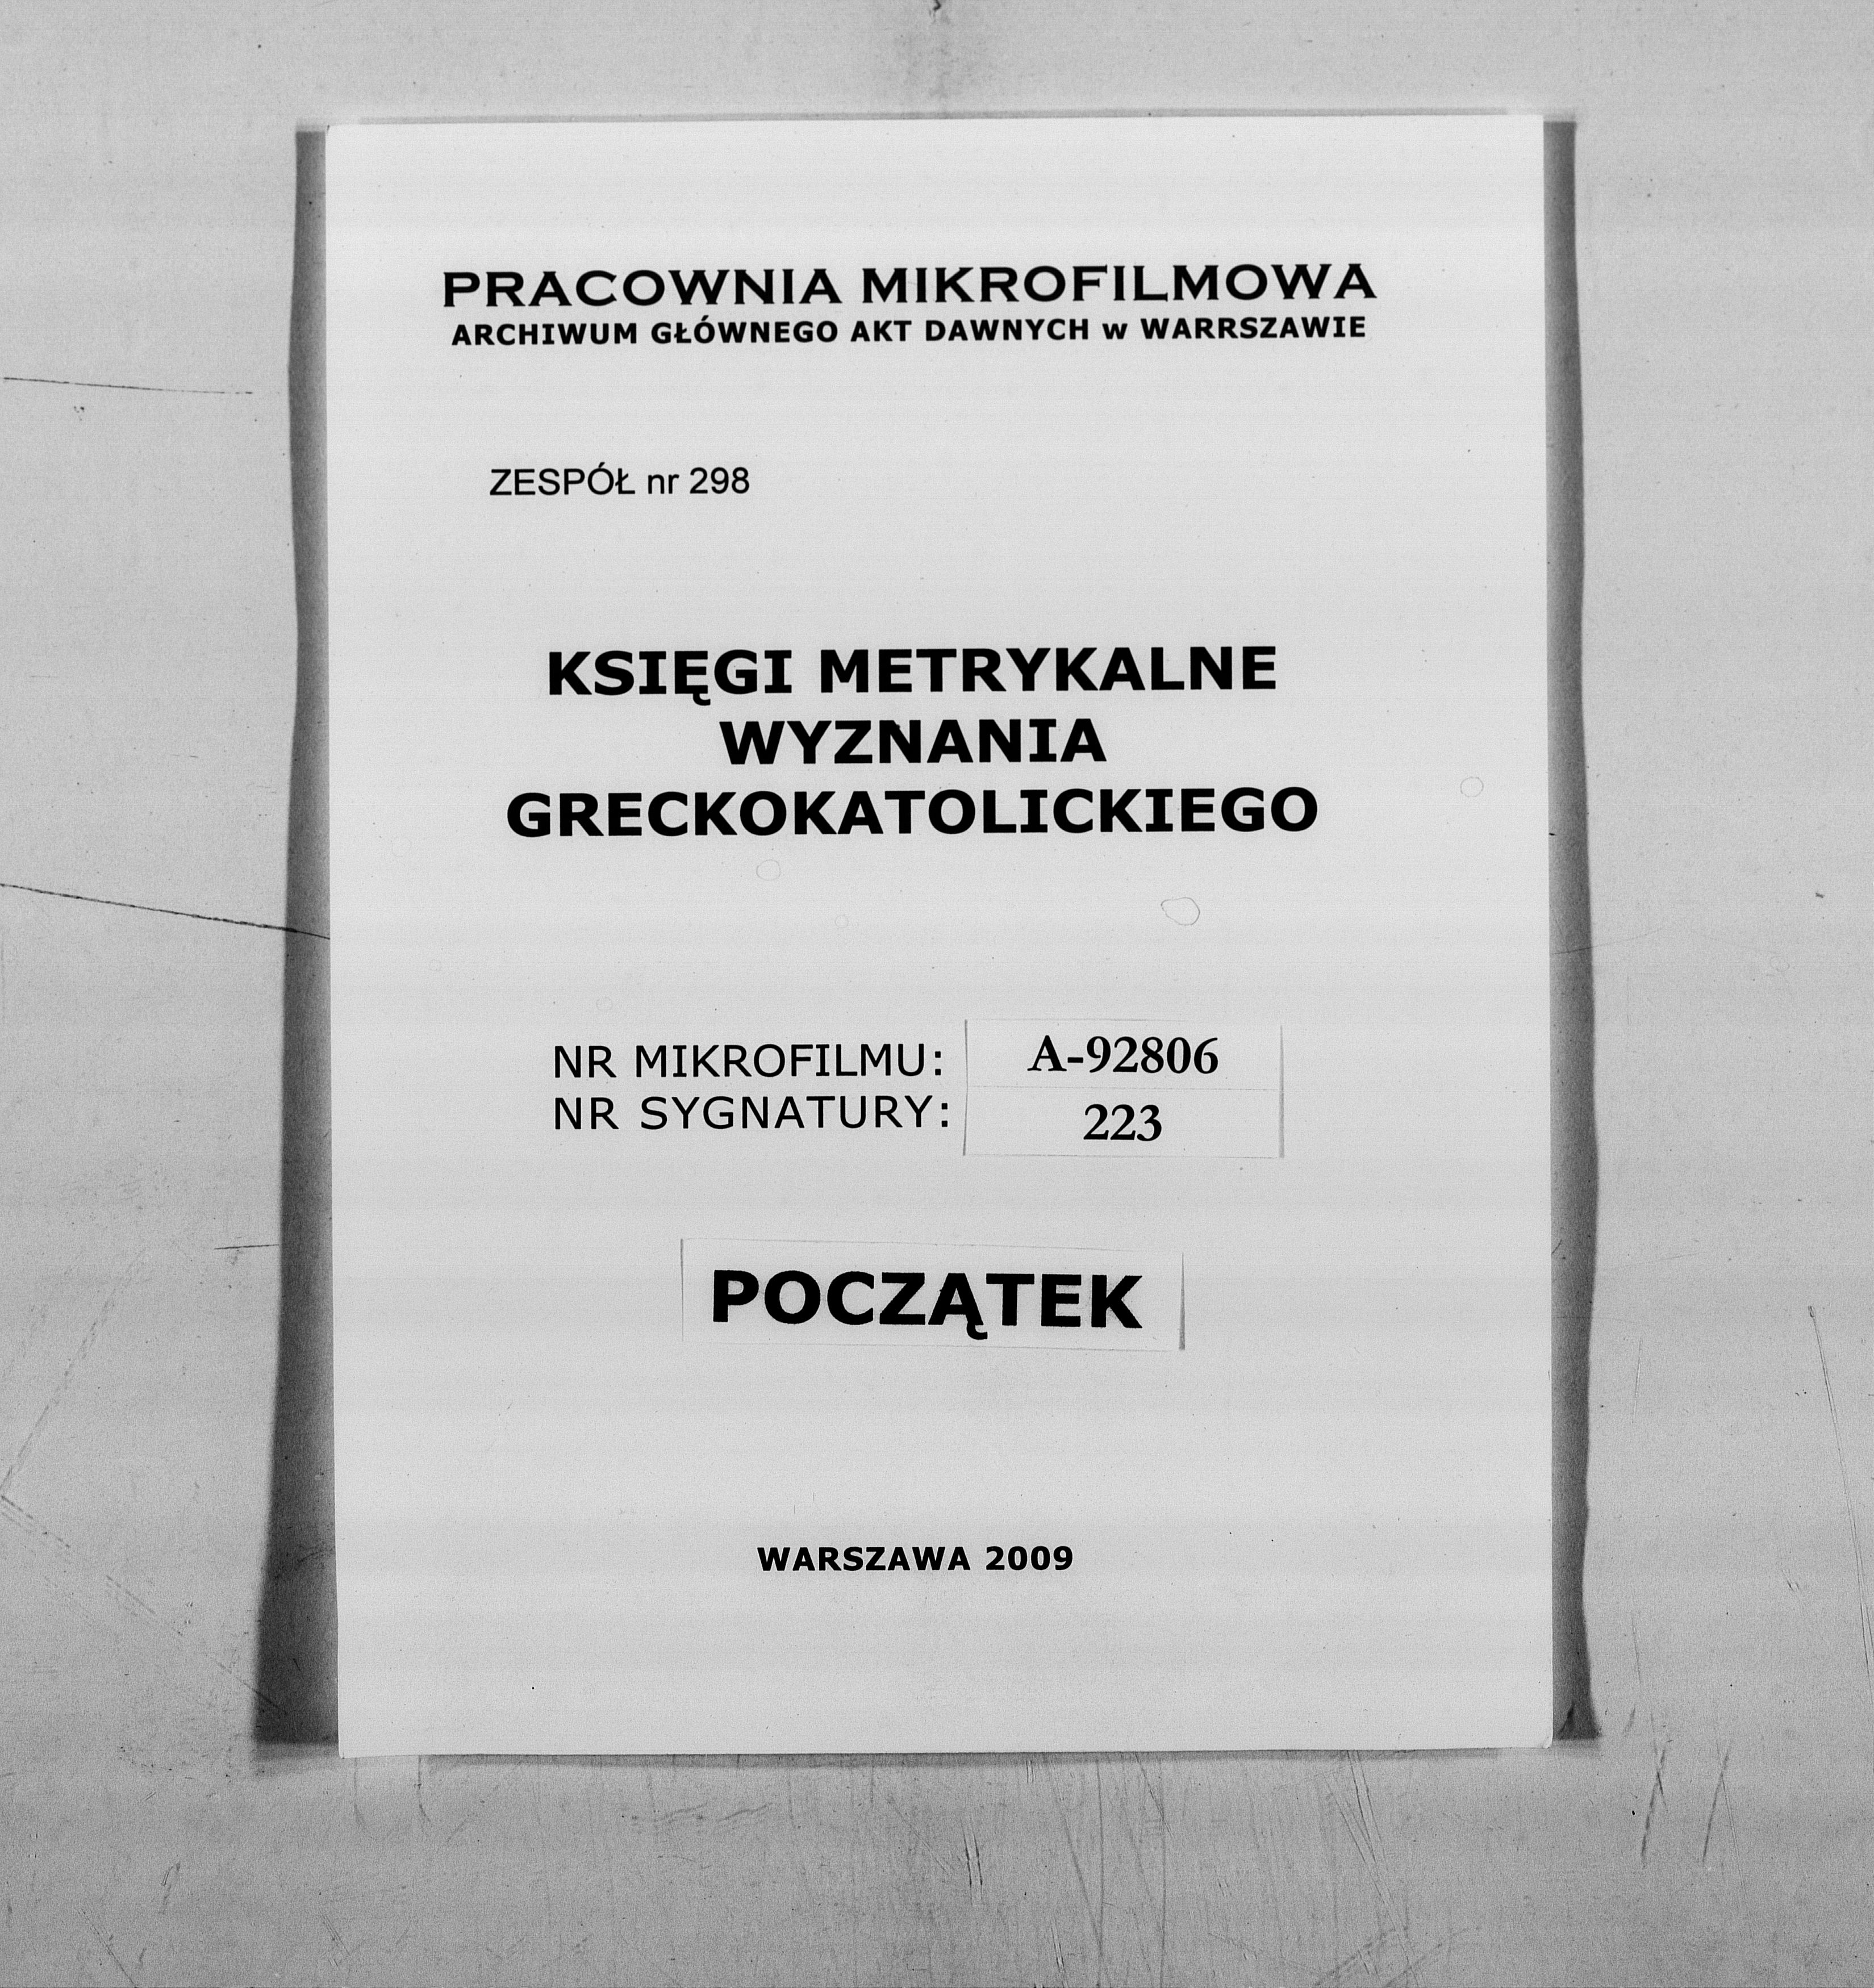 PRACOWNIA MIKROFILMOWA
ARCHIWUM GŁÓWNEGO AKT DAWNYCH w WARRSZAWIE
ZESPÓŁ nr 298
KSIĘGI METRYKALNE
WYZNANIA
GRECKOKATOLICKIEGO
NR MIKROFILMU: A-92806
NR SYGNATURY: 223
POCZĄTEK
WARSZAWA 2009